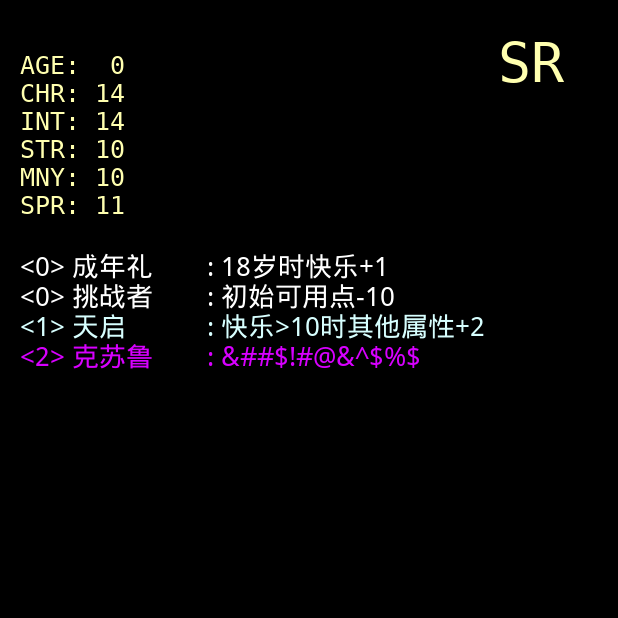 SR
AGE: 0
CHR: 14
INT: 14
STR: 10
MNY: 10
SPR: 11
<0> 成年礼 : 18岁时快乐+1
<0> 挑战者 : 初始可用点-10
<1> 天启 : 快乐>10时其他属性+2
<2> 克苏鲁 : &##$!#@&^$%$